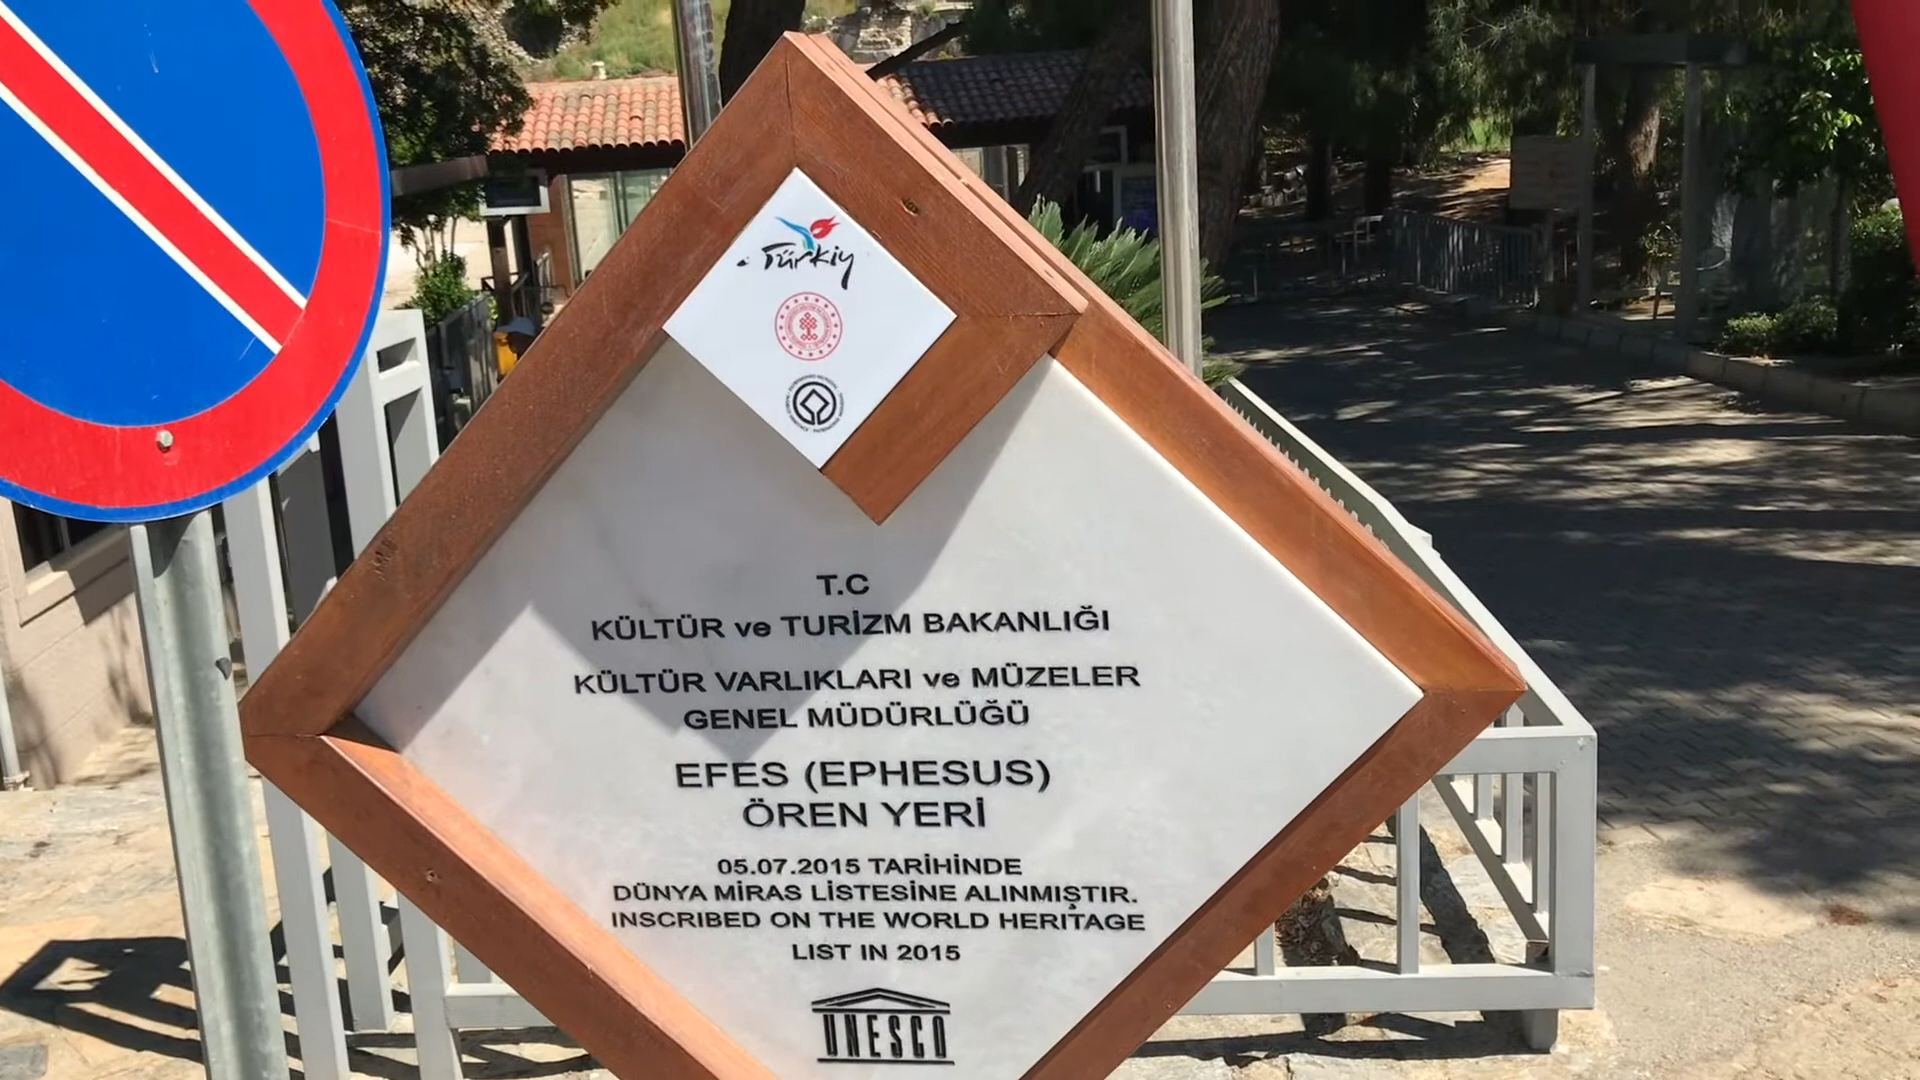 Türkiy
T.C
KÜLTÜR ve TURİZM BAKANLIĞI
KÜLTÜR VARLIKLARI ve MÜZELER
GENEL MÜDÜRLÜĞÜ
EFES (EPHESUS)
ÖREN YERİ
05.07.2015 TARİHİNDE
DÜNYA MİRAS LİSTESİNE ALINMIŞTIR.
INSCRIBED ON THE WORLD HERITAGE
LIST IN 2015
UNESCO